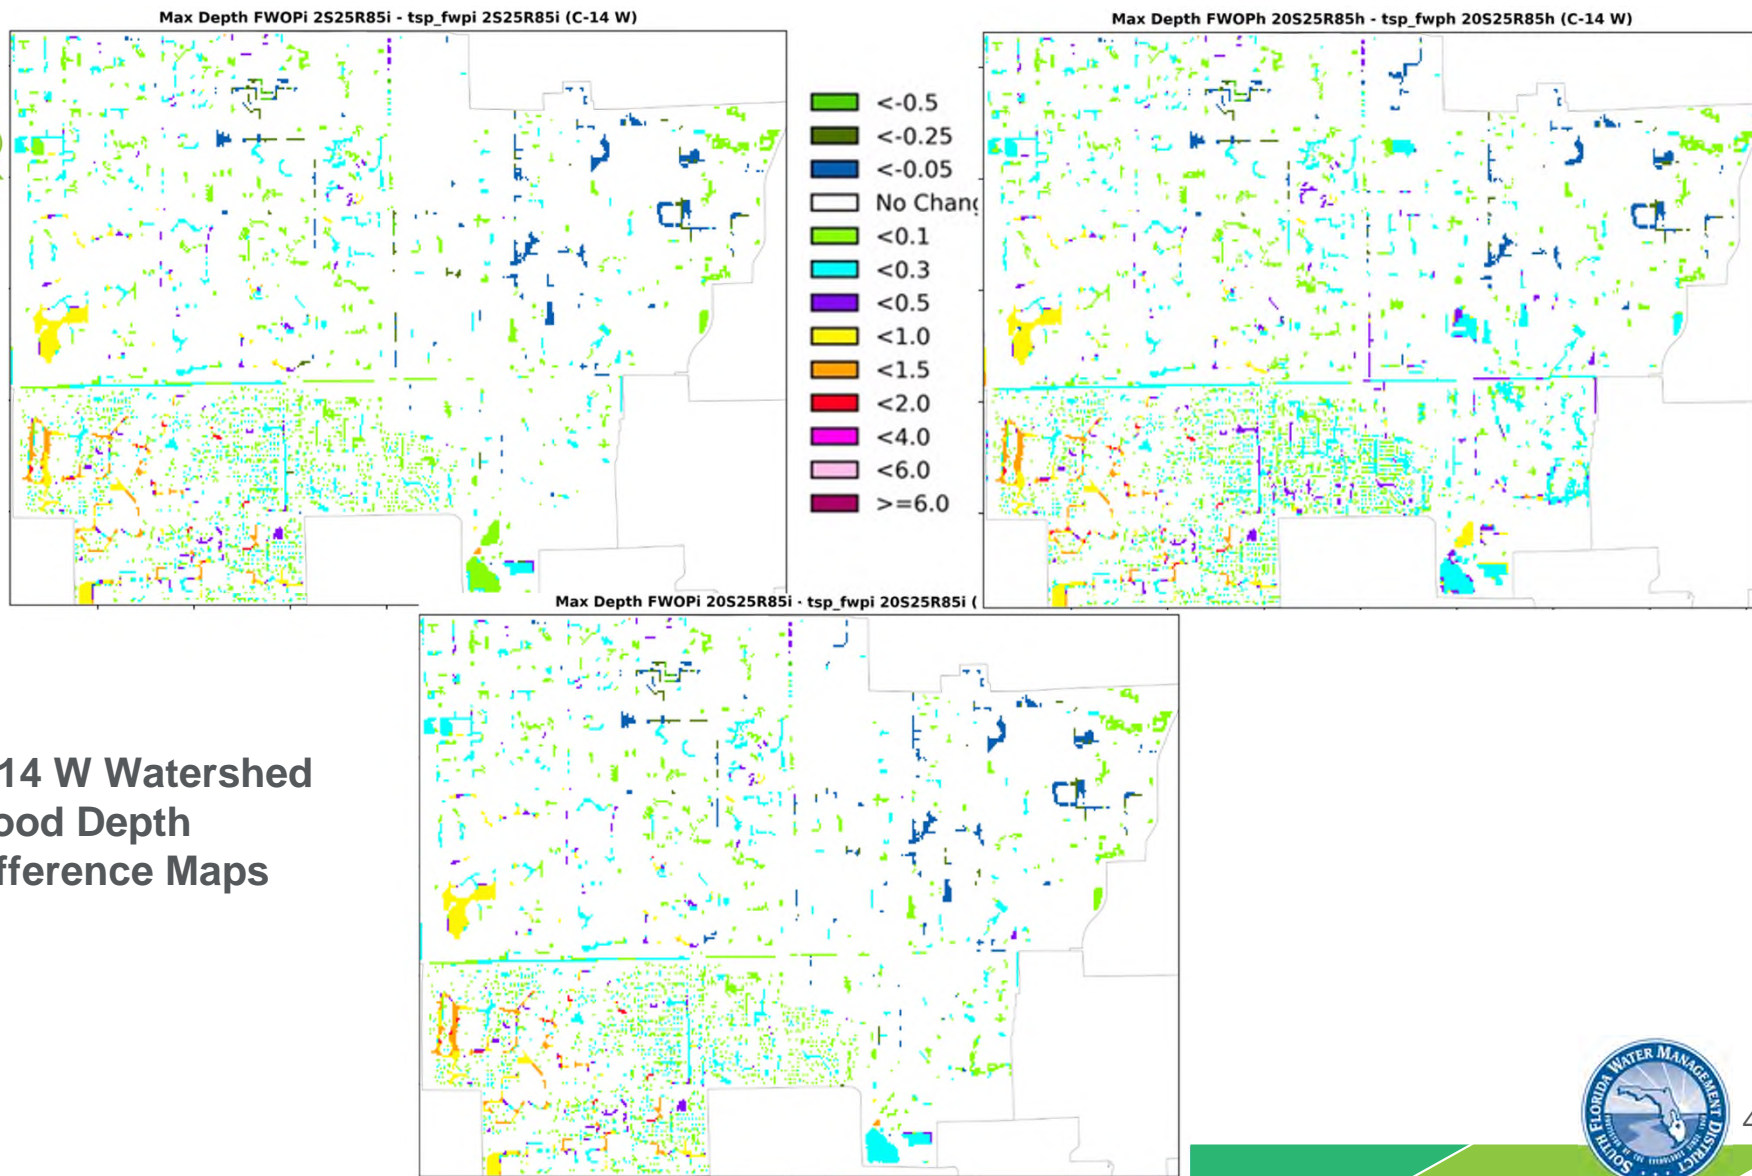 Max Depth FWOPi 2S25R85i - tsp_fwpi 2S25R85i (C-14 W)
Max Depth FWOPh 20S25R85h - tsp_fwph 20S25R85h (C-14 W)
<-0.5
<-0.25
<-0.05
No Chang
<0.1
<0.3
<0.5
<1.0
<1.5
<2.0
<4.0
<6.0
>=6.0
Max Depth FWOPi 20S25R85i - tsp_fwpi 20S25R85i (
14 W Watershed
ood Depth
fference Maps
SOUTH FLORIDA WATER MANAGEMENT DISTRICT
4